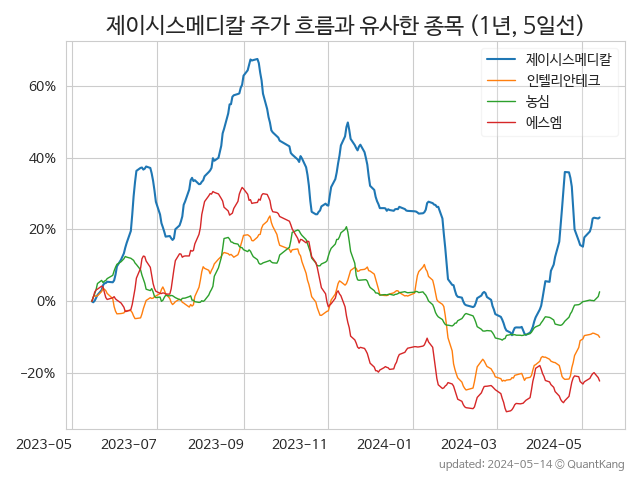 제이시스메디칼 주가 흐름과 유사한 종목 (1년, 5일선)
제이시스메디칼
인텔리안테크
농심
에스엠
60%
40%
20%
0%
−20%
2023-05 2023-07 2023-09 2023-11 2024-01 2024-03 2024-05
updated: 2024-05-14 © QuantKang